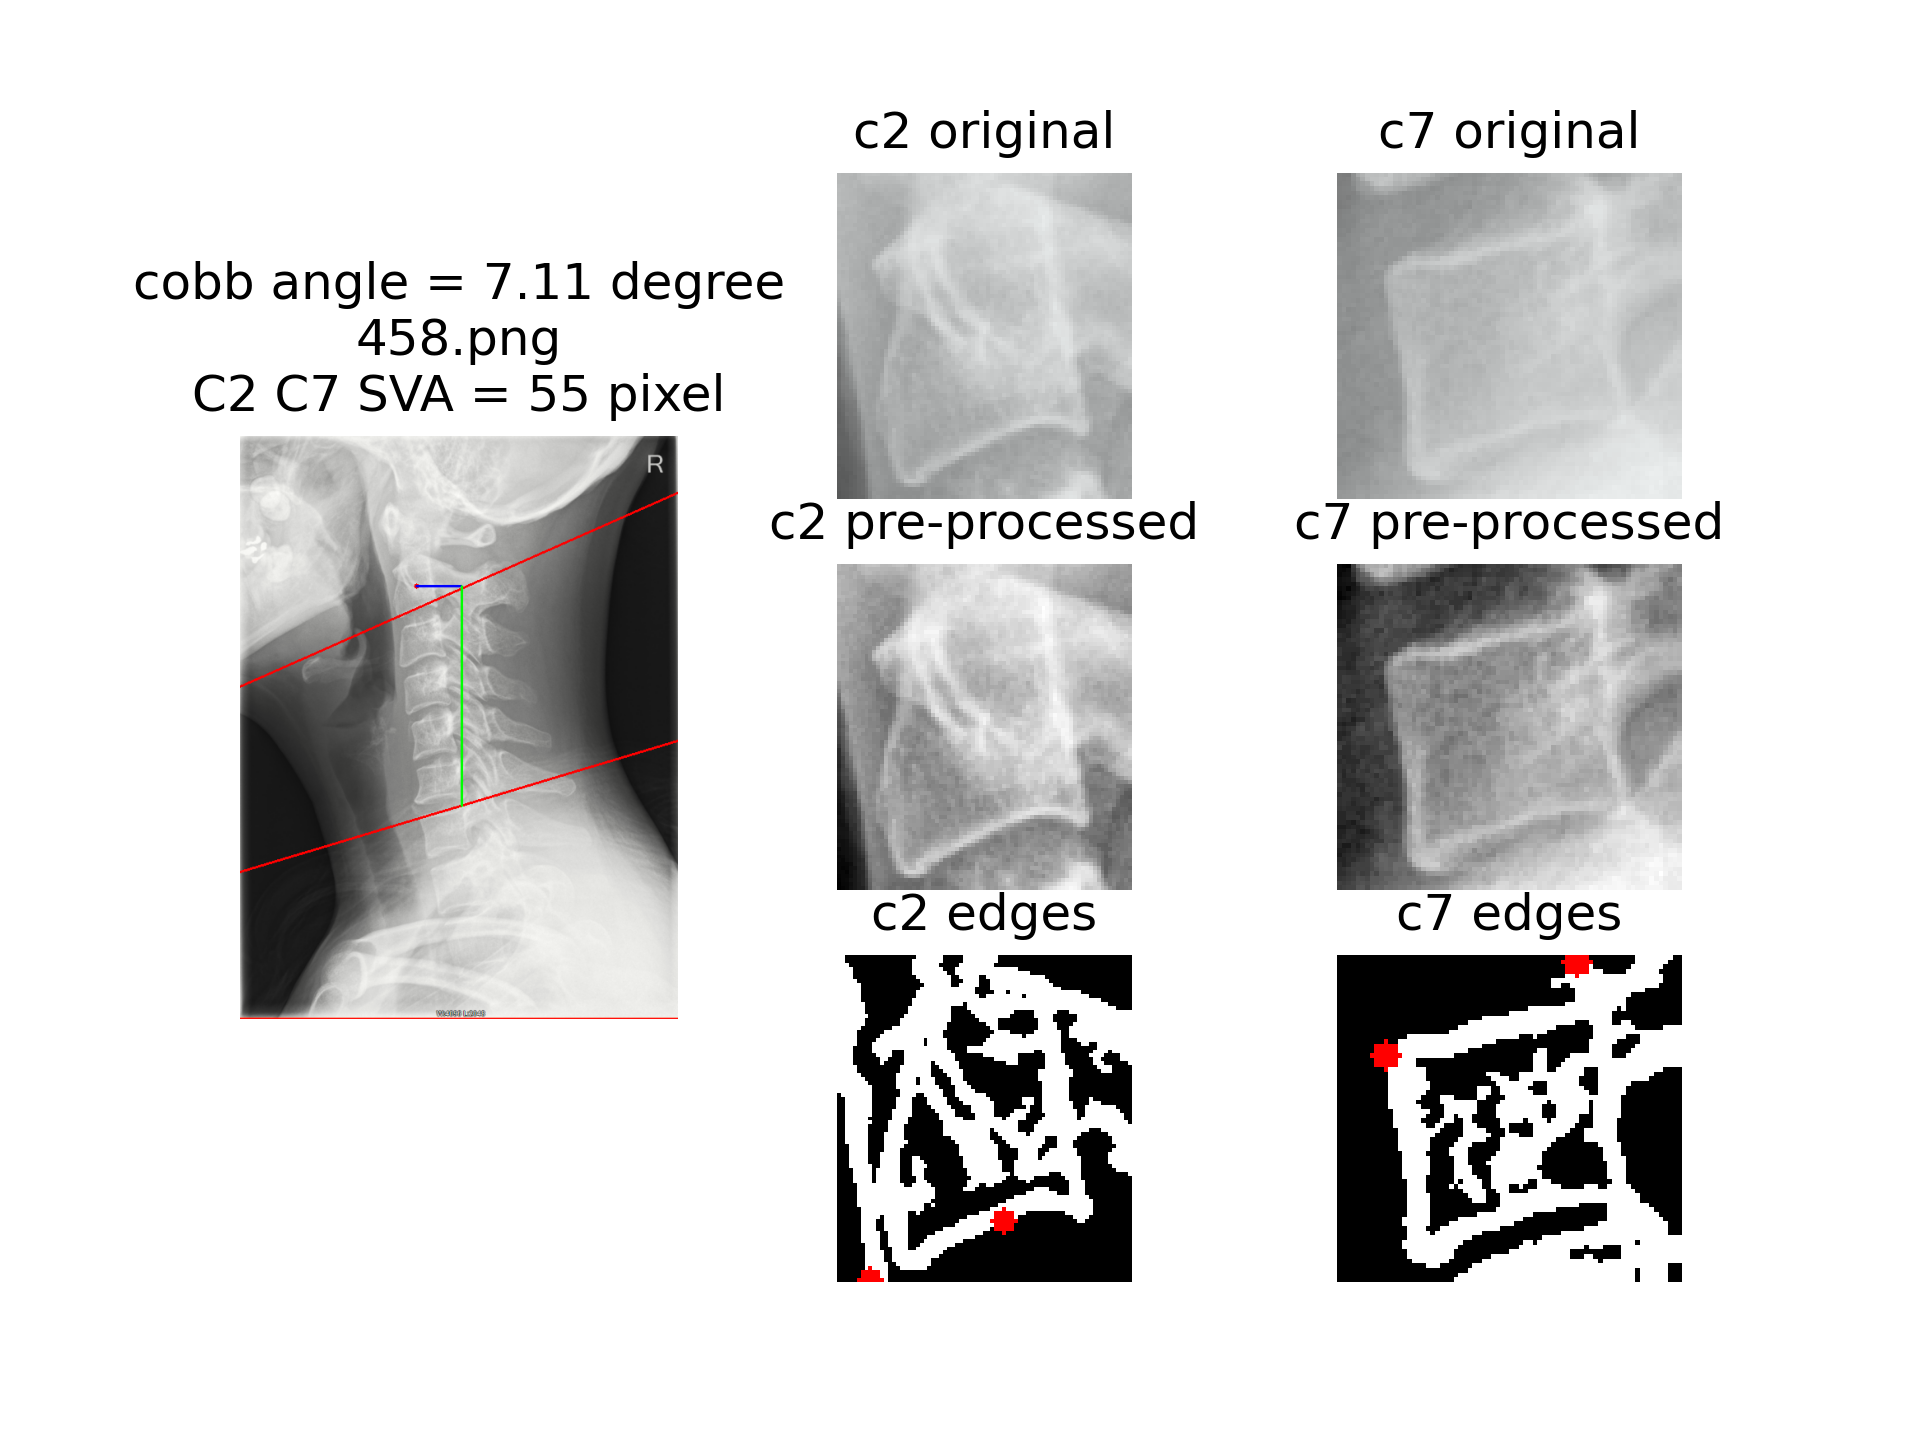 cobb angle = 7.11 degree
458.png
C2 C7 SVA = 55 pixel
R
c2 original
c7 original
c2 pre-processed
c7 pre-processed
c2 edges
c7 edges